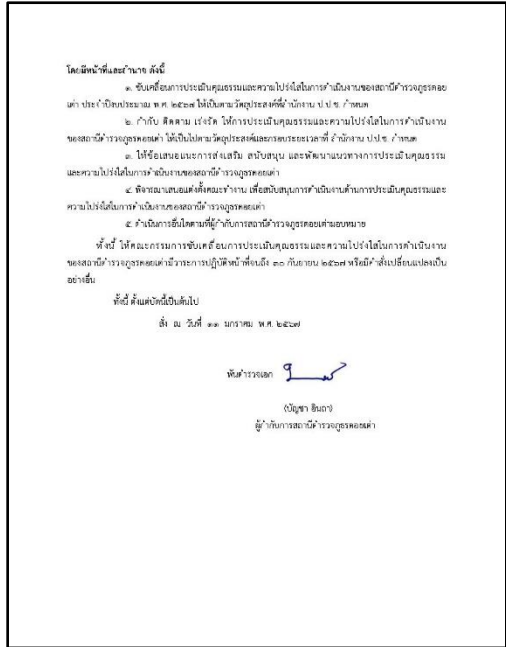 โดยมีหน้าที่และอำนาจ ดังนี้
๑. ขับเคลื่อนการประเมินคุณธรรมและความโปร่งใสในการดำเนินงานของสถานีตำรวจภูธรดอย
เต่า ประจำปีงบประมาณ พ.ศ. ๒๕๖๗ ให้เป็นตามวัตถุประสงค์ที่สำนักงาน ป.ป.ช. กำหนด
๒. กำกับ ติดตาม เร่งรัด ให้การประเมินคุณธรรมและความโปร่งใสในการดำเนินงาน
ของสถานีตำรวจภูธรดอยเต่า ให้เป็นไปตามวัตถุประสงค์และกรอบระยะเวลาที่ สำนักงาน ป.ป.ช. กำหนด
๓. ให้ข้อเสนอแนะการส่งเสริม สนับสนุน และพัฒนาแนวทางการประเมินคุณธรรม
และความโปร่งใสในการดำเนินงานของสถานีตำรวจภูธรดอยเต่า
๔. พิจารณาเสนอแต่งตั้งคณะทำงาน เพื่อสนับสนุนการดำเนินงานด้านการประเมินคุณธรรมและ
ความโปร่งใสในการดำเนินงานของสถานีตำรวจภูธรดอยเต่า
๕. ดำเนินการอื่นใดตามที่ผู้กำกับการสถานีตำรวจภูธรดอยเต่ามอบหมาย
ทั้งนี้ ให้คณะกรรมการขับเคลื่อนการประเมินคุณธรรมและความโปร่งใสในการดำเนินงาน
ของสถานีตำรวจภูธรดอยเต่ามีวาระการปฏิบัติหน้าที่จนถึง ๓๐ กันยายน ๒๕๖๗ หรือมีคำสั่งเปลี่ยนแปลงเป็น
อย่างอื่น
ทั้งนี้ ตั้งแต่บัดนี้เป็นต้นไป
สั่ง ณ วันที่ ๑๑ มกราคม พ.ศ. ๒๕๖๗
พันตำรวจเอก
(บัญชา อินถา)
ผู้กำกับการสถานีตำรวจภูธรดอยเต่า